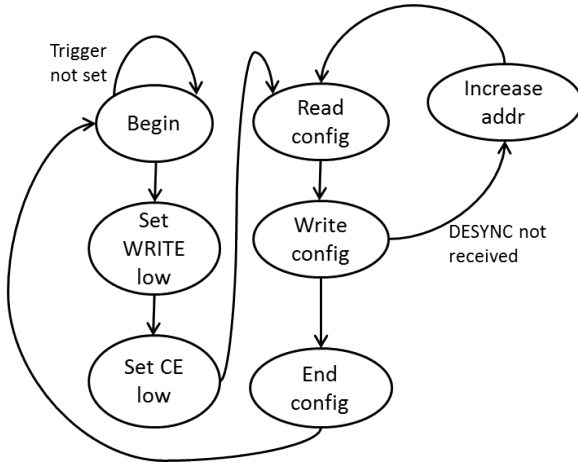 Trigger
not set
Begin
Set
WRITE
low
Set CE
low
Read
config
Write
config
End
config
Increase
addr
DESYNC not
received